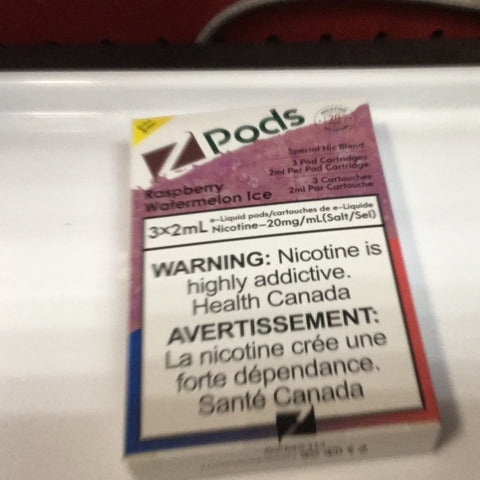 Z Pods
Special Nic Blend
3 Pod Cartridges
2ml Per Pod Cartridge
3 Cartouches
2ml Par Cartouche
Raspberry
Watermelon Ice
3x2mL e-Liquid pods/cartouches de e-Liquide
Nicotine-20mg/mL(Salt/Sel)
WARNING: Nicotine is
highly addictive.
Health Canada
AVERTISSEMENT:
La nicotine crée une
forte dépendance.
Santé Canada